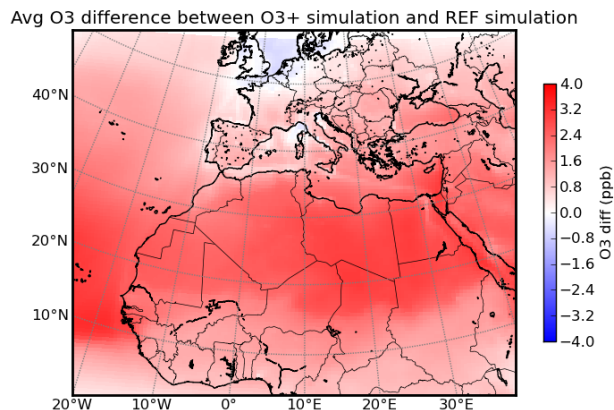 Avg O3 difference between O3+ simulation and REF simulation
40°N
30°N
20°N
10°N
20°W 10°W 0° 10°E 20°E 30°E
4.0
3.2
2.4
1.6
0.8
0.0
−0.8
−1.6
−2.4
−3.2
−4.0
O3 diff (ppb)